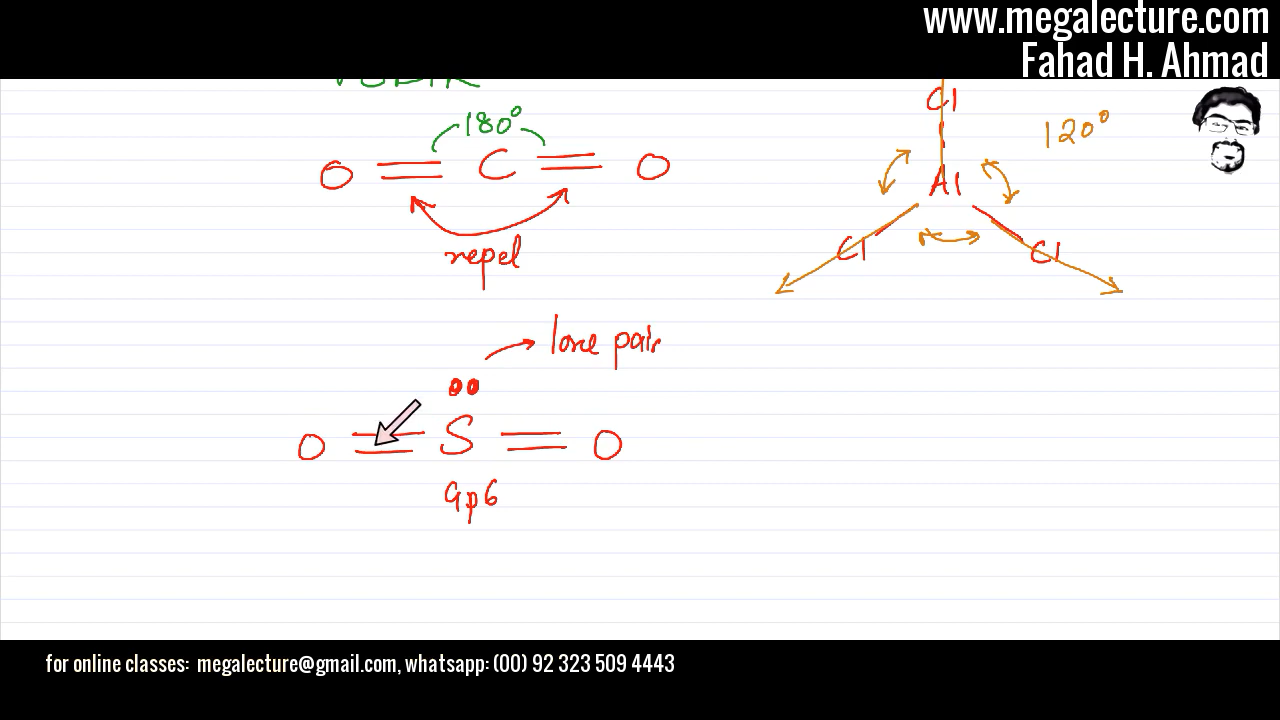 www.megalecture.com
Fahad H. Ahmad
180°
O = C = O
repel
Cl
120°
Al
Cl Cl
lone pair
O = S = O
Gp6
for online classes: megalecture@gmail.com, whatsapp: (00) 92 323 509 4443